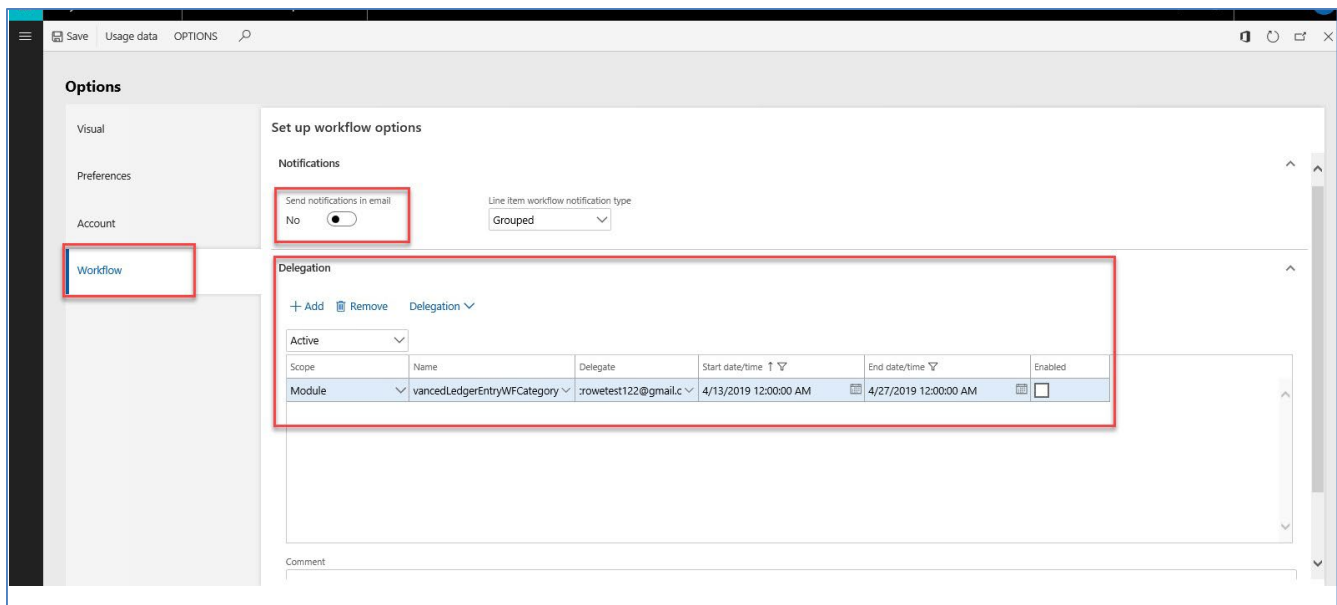 Save Usage data OPTIONS
Options
Visual
Preferences
Account
Workflow
Set up workflow options
Notifications
Send notifications in email
No
Line item workflow notification type
Grouped
Delegation
+ Add Remove Delegation
Active
Scope Name Delegate Start date/time ↑ End date/time Enabled
Module vancedLedgerEntryWFCategory :rowetest122@gmail.c 4/13/2019 12:00:00 AM 4/27/2019 12:00:00 AM
Comment